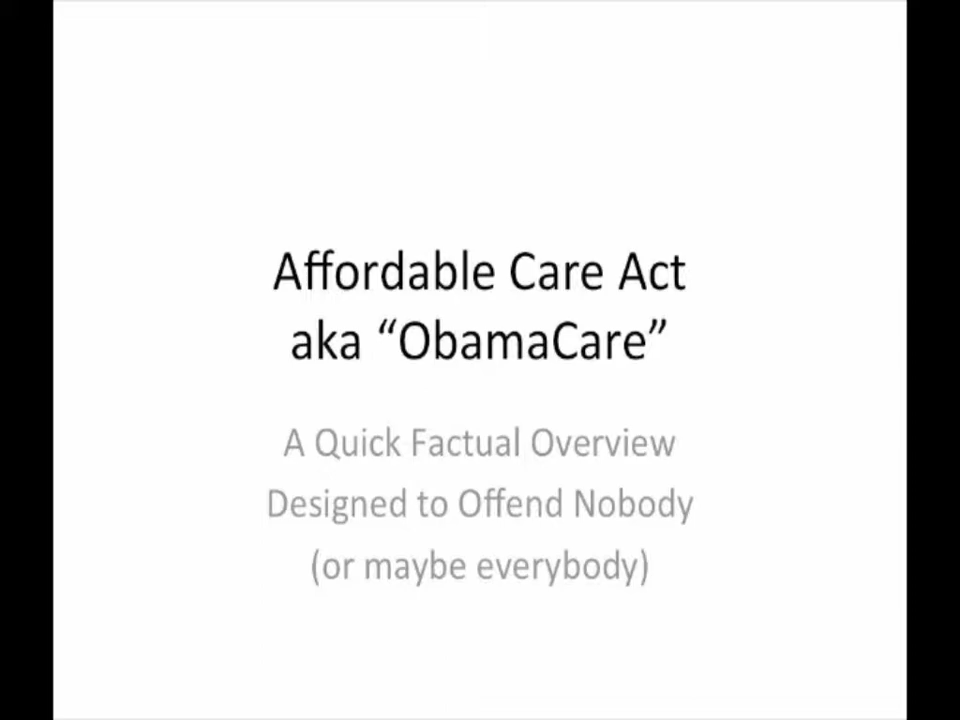 Affordable Care Act
aka “ObamaCare”
A Quick Factual Overview
Designed to Offend Nobody
(or maybe everybody)